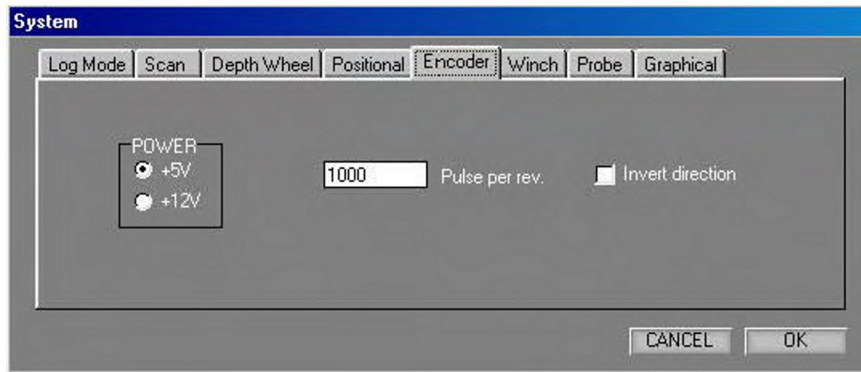 System
Log Mode Scan Depth Wheel Positional Encoder Winch Probe Graphical
POWER
+5V
+12V
1000 Pulse per rev.
Invert direction
CANCEL OK